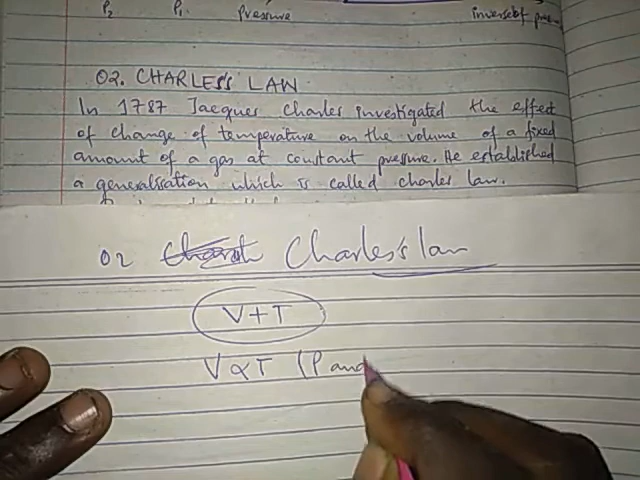 P2 P1 pressure inverse of pres
02. CHARLES'S LAW
In 1787 Jacques Charles investigated the effect
of change of temperature on the volume of a fixed
amount of a gas at constant pressure. He established
a generalisation which is called charles law.
02 Charles's law
V+T
V∝T (P and